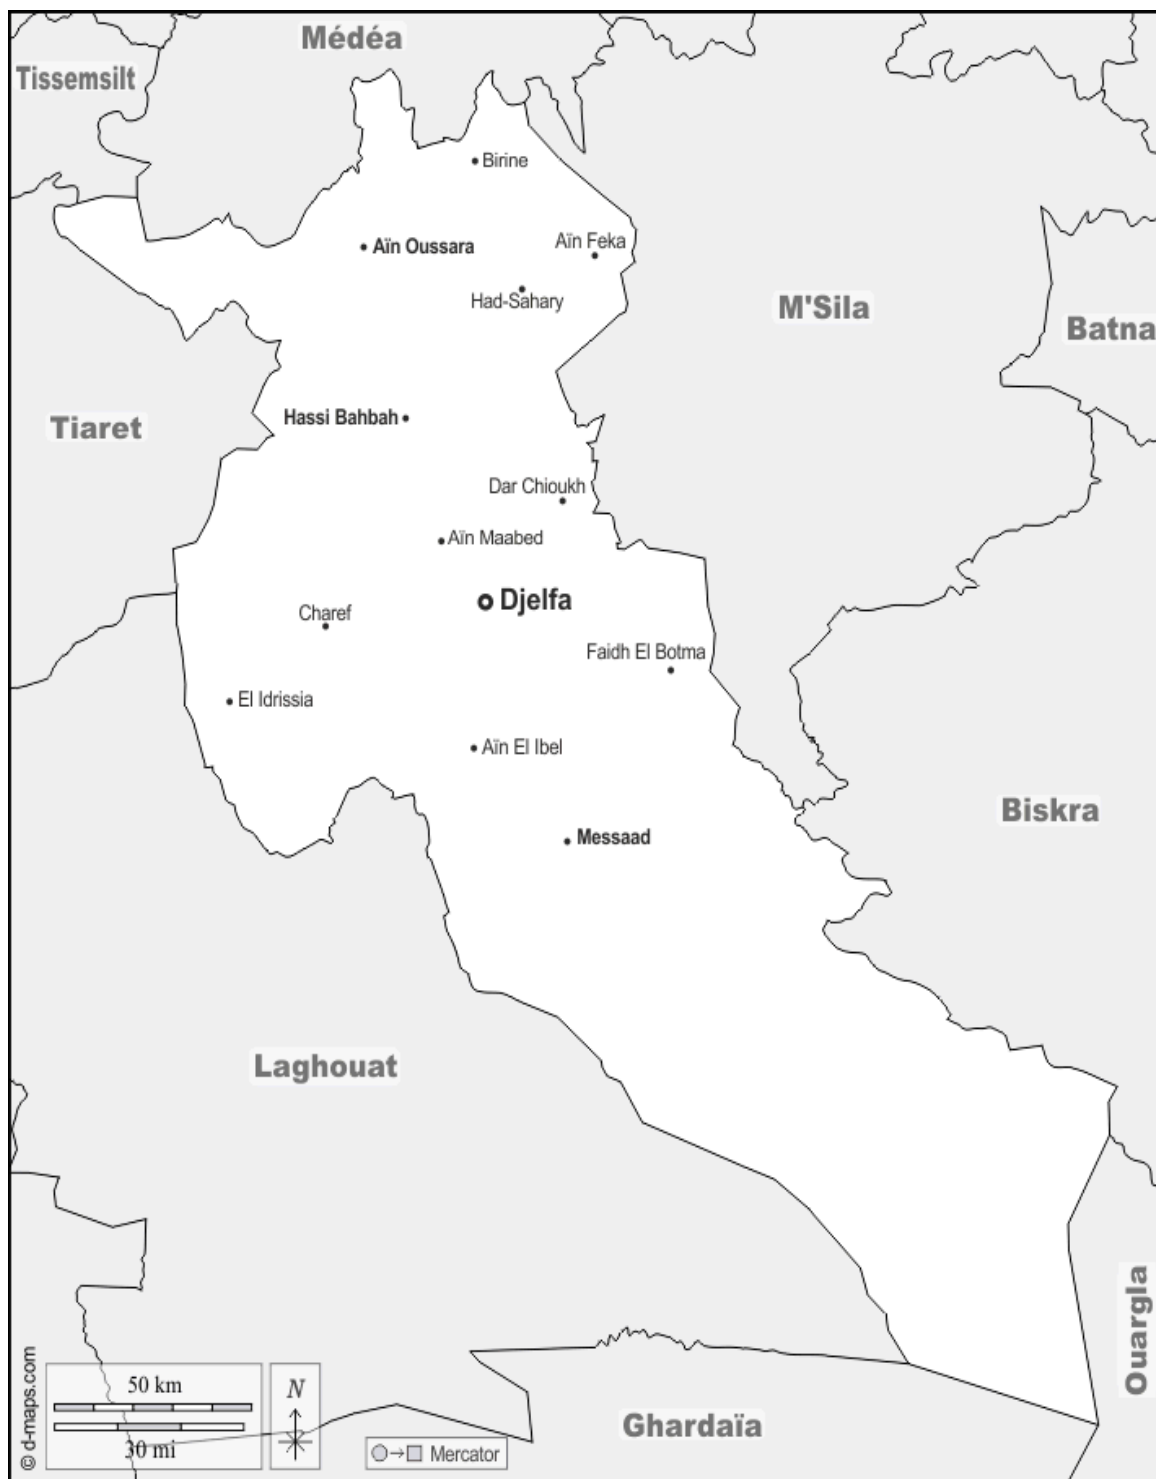 Médéa
Tissemsilt
Birine
Aïn Oussara
Aïn Feka
Had-Sahary
M'Sila
Batna
Hassi Bahbah
Tiaret
Dar Chioukh
Aïn Maabed
Djelfa
Charef
Faidh El Botma
El Idrissia
Aïn El Ibel
Biskra
Messaad
Laghouat
Ouargla
Ghardaïa
© d-maps.com
50 km
30 mi
N
Mercator